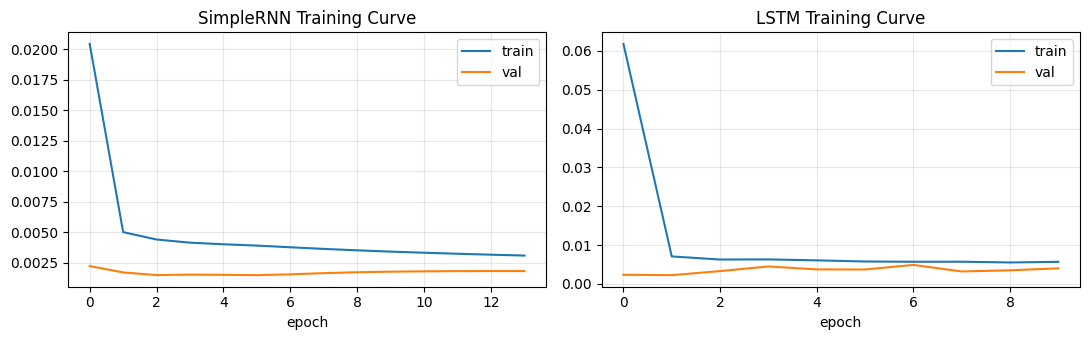 SimpleRNN Training Curve
0.0200
0.0175
0.0150
0.0125
0.0100
0.0075
0.0050
0.0025
train
val
0 2 4 6 8 10 12
epoch
LSTM Training Curve
0.06
0.05
0.04
0.03
0.02
0.01
0.00
train
val
0 2 4 6 8
epoch